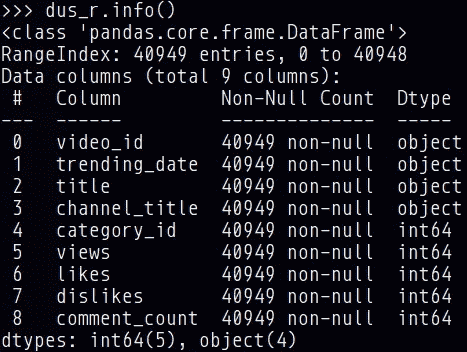 >>> dus_r.info()
<class 'pandas.core.frame.DataFrame'>
RangeIndex: 40949 entries, 0 to 40948
Data columns (total 9 columns):
 #   Column         Non-Null Count  Dtype
---  ------         --------------  -----
 0   video_id       40949 non-null  object
 1   trending_date  40949 non-null  object
 2   title          40949 non-null  object
 3   channel_title  40949 non-null  object
 4   category_id    40949 non-null  int64
 5   views          40949 non-null  int64
 6   likes          40949 non-null  int64
 7   dislikes       40949 non-null  int64
 8   comment_count  40949 non-null  int64
dtypes: int64(5), object(4)